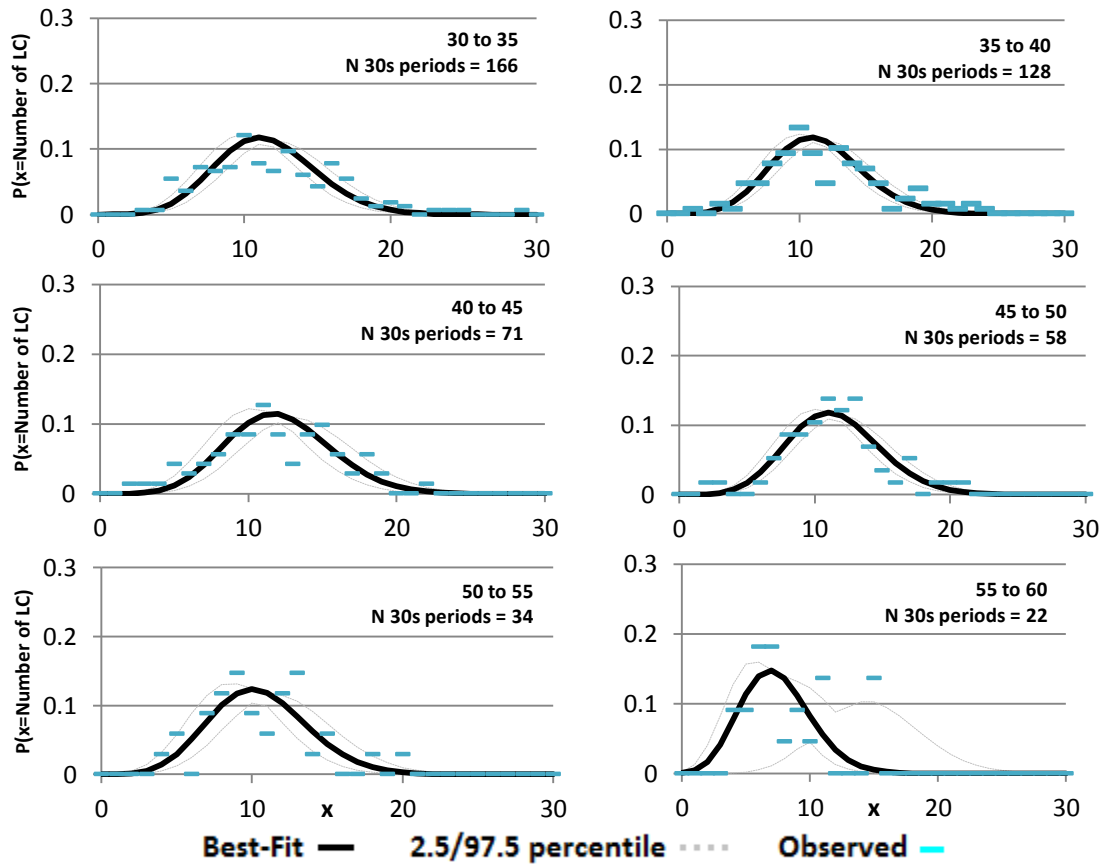 0.3
0.2
0.1
0
P(x=Number of LC)
30 to 35
N 30s periods = 166
0 10 20 30
0.3
0.2
0.1
0
35 to 40
N 30s periods = 128
0 10 20 30
0.3
0.2
0.1
0
P(x=Number of LC)
40 to 45
N 30s periods = 71
0 10 20 30
0.3
0.2
0.1
0
45 to 50
N 30s periods = 58
0 10 20 30
0.3
0.2
0.1
0
P(x=Number of LC)
50 to 55
N 30s periods = 34
0 10 x 20 30
0.3
0.2
0.1
0
55 to 60
N 30s periods = 22
0 10 x 20 30
Best-Fit 2.5/97.5 percentile Observed